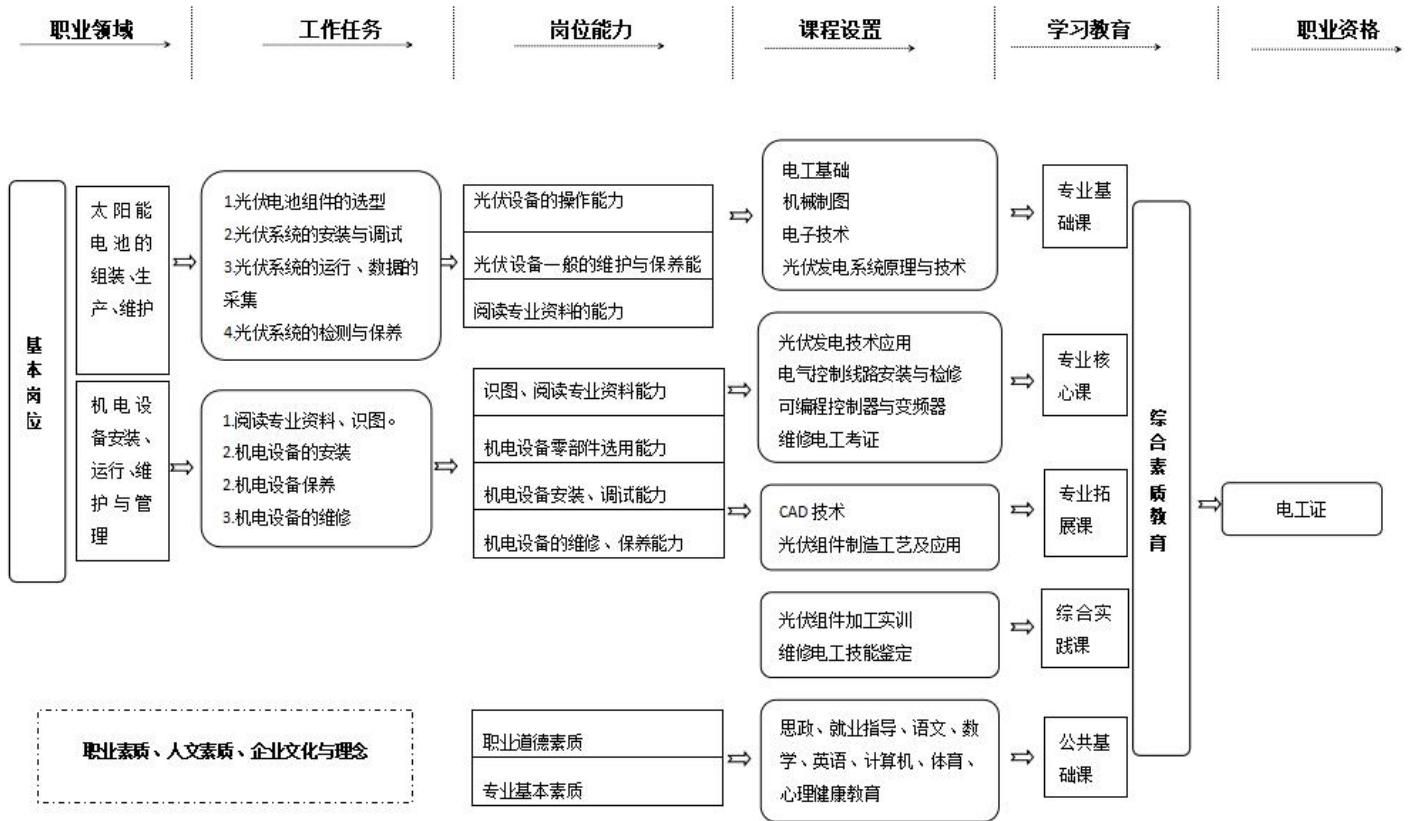 职业领域
工作任务
岗位能力
课程设置
学习教育
职业资格
基本岗位
太阳能
电池的
组装、生
产、维护
1.光伏电池组件的选型
2.光伏系统的安装与调试
3.光伏系统的运行、数据的
采集
4.光伏系统的检测与保养
光伏设备的操作能力
光伏设备一般的维护与保养能
阅读专业资料的能力
电工基础
机械制图
电子技术
光伏发电系统原理与技术
专业基
础课
机电设
备安装、
运行、维
护与管
理
1.阅读专业资料、识图。
2.机电设备的安装
2.机电设备保养
3.机电设备的维修
识图、阅读专业资料能力
机电设备零部件选用能力
机电设备安装、调试能力
机电设备的维修、保养能力
光伏发电技术应用
电气控制线路安装与检修
可编程控制器与变频器
维修电工考证
专业核
心课
CAD 技术
光伏组件制造工艺及应用
专业拓
展课
光伏组件加工实训
维修电工技能鉴定
综合实
践课
职业素质、人文素质、企业文化与理念
职业道德素质
专业基本素质
思政、就业指导、语文、数
学、英语、计算机、体育、
心理健康教育
公共基
础课
综合素质教育
电工证